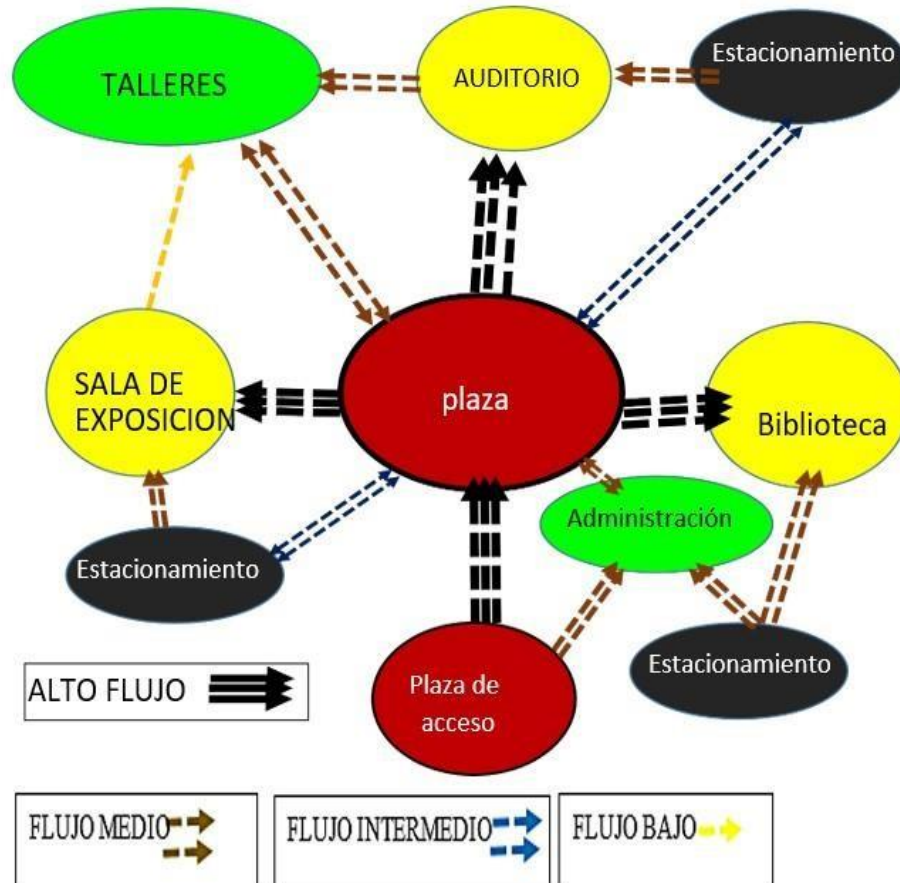 TALLERES
AUDITORIO
Estacionamiento
SALA DE
EXPOSICION
plaza
Biblioteca
Administración
Estacionamiento
Estacionamiento
Plaza de
acceso
ALTO FLUJO
FLUJO MEDIO
FLUJO INTERMEDIO
FLUJO BAJO